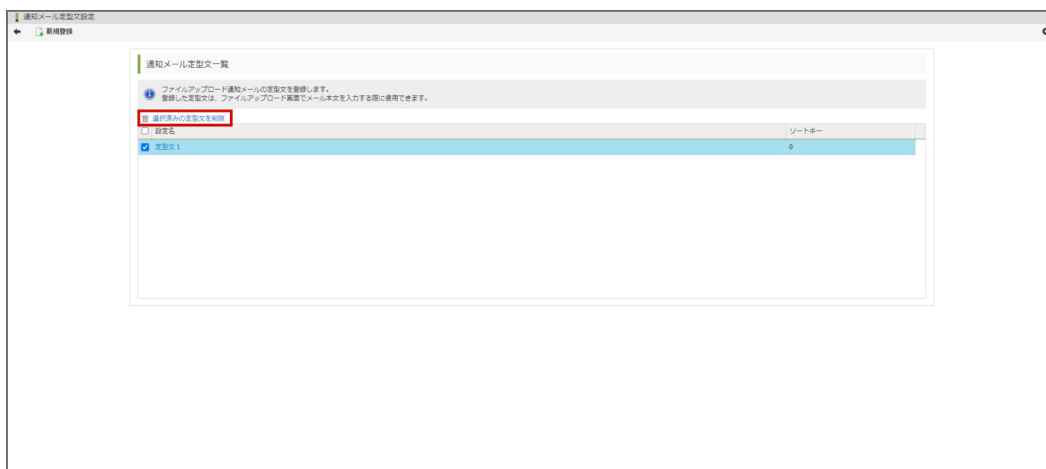 通知メール定型文設定
新規登録
通知メール定型文一覧
ファイルアップロード通知メールの定型文を登録します。
登録した定型文は、ファイルアップロード画面でメール本文を入力する際に使用できます。
選択済みの定型文を削除
設定名 ソートキー
定型文１ 0